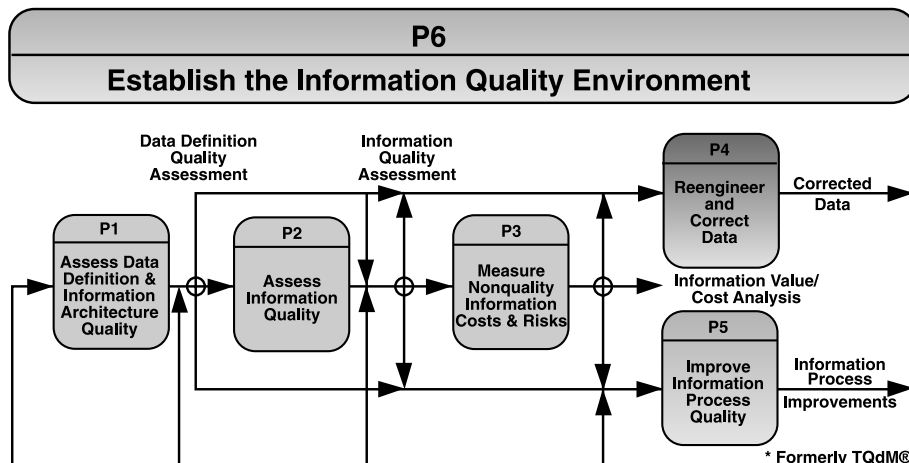 P6
Establish the Information Quality Environment
Data Definition
Quality
Assessment
Information
Quality
Assessment
P1
Assess Data
Definition &
Information
Architecture
Quality
P2
Assess
Information
Quality
P3
Measure
Nonquality
Information
Costs & Risks
P4
Reengineer
and
Correct
Data
Corrected
Data
Information Value/
Cost Analysis
P5
Improve
Information
Process
Quality
Information
Process
Improvements
* Formerly TQdM®